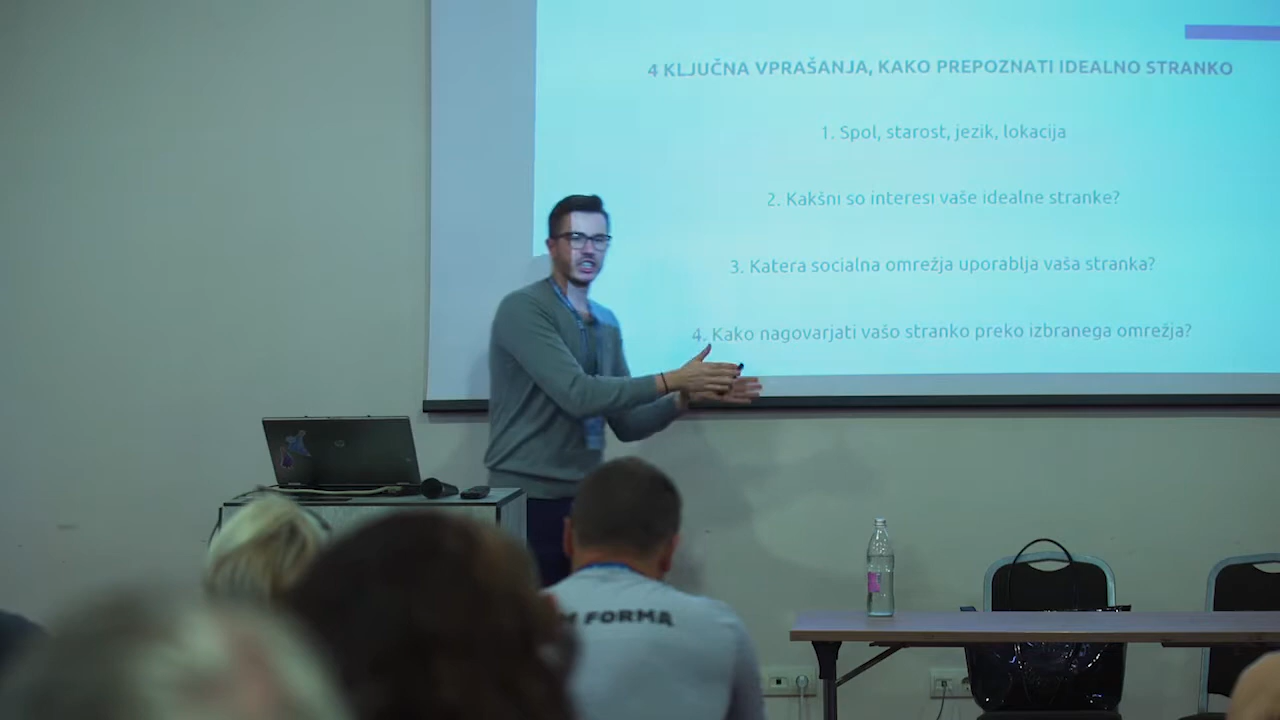 4 KLJUČNA VPRAŠANJA, KAKO PREPOZNATI IDEALNO STRANKO
1. Spol, starost, jezik, lokacija
2. Kakšni so interesi vaše idealne stranke?
3. Katera socialna omrežja uporablja vaša stranka?
4. Kako nagovarjati vašo stranko preko izbranega omrežja?
hp
FORMA